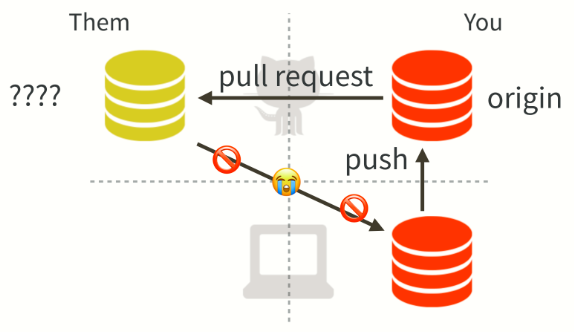 Them
You
????
pull request
origin
push